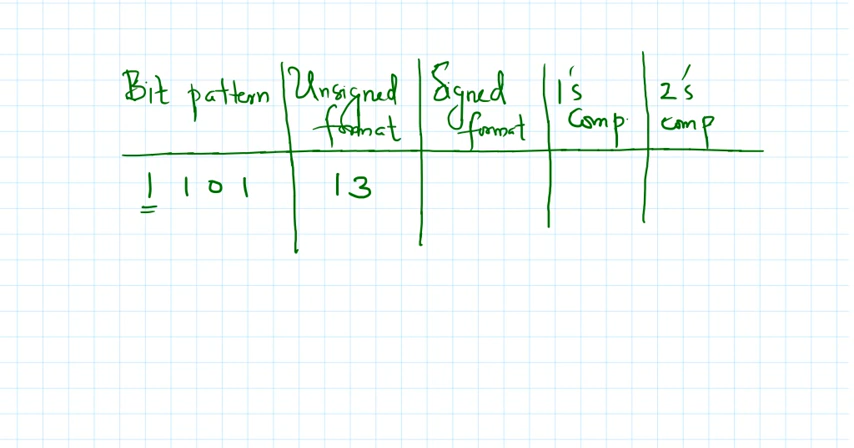 Bit pattern Unsigned format Signed format 1's comp. 2's comp
1 1 0 1 13